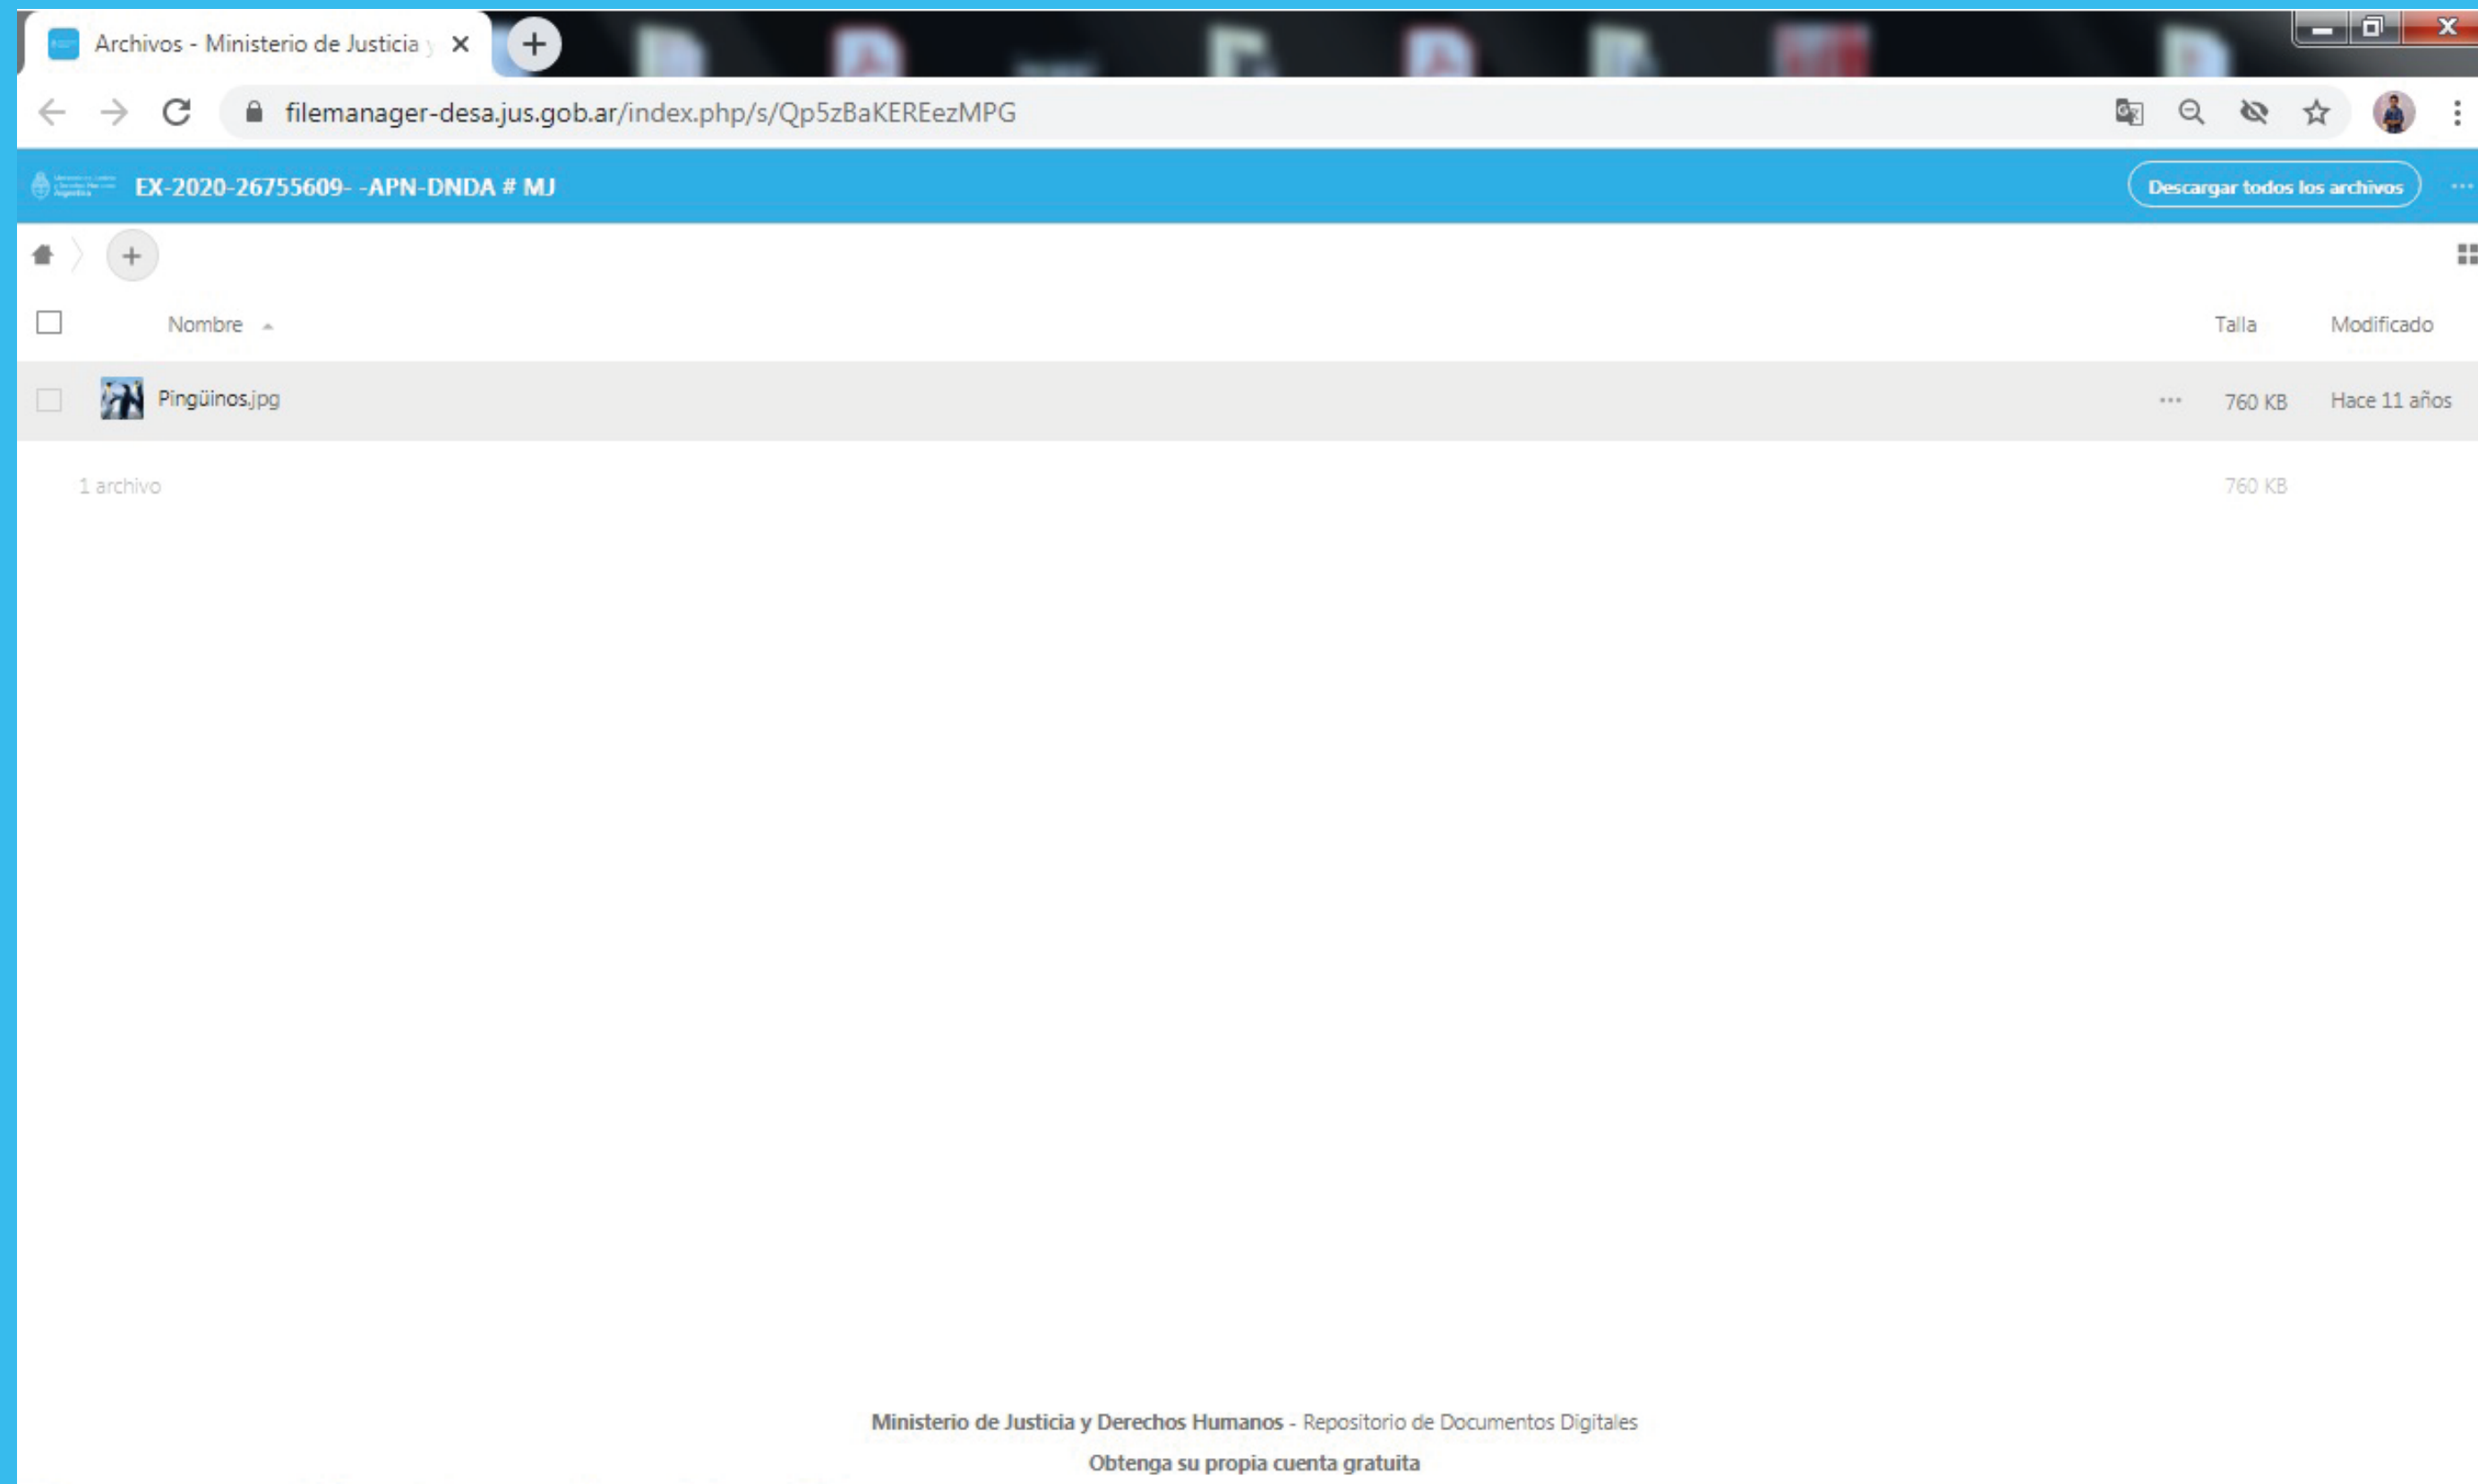 Archivos - Ministerio de Justicia y
filemanager-desa.jus.gob.ar/index.php/s/Qp5zBaKEREezMPG
Argentina
EX-2020-26755609- -APN-DNDA # MJ
Descargar todos los archivos
Nombre
Talla
Modificado
Pingüinos.jpg
760 KB
Hace 11 años
1 archivo
760 KB
Ministerio de Justicia y Derechos Humanos - Repositorio de Documentos Digitales
Obtenga su propia cuenta gratuita